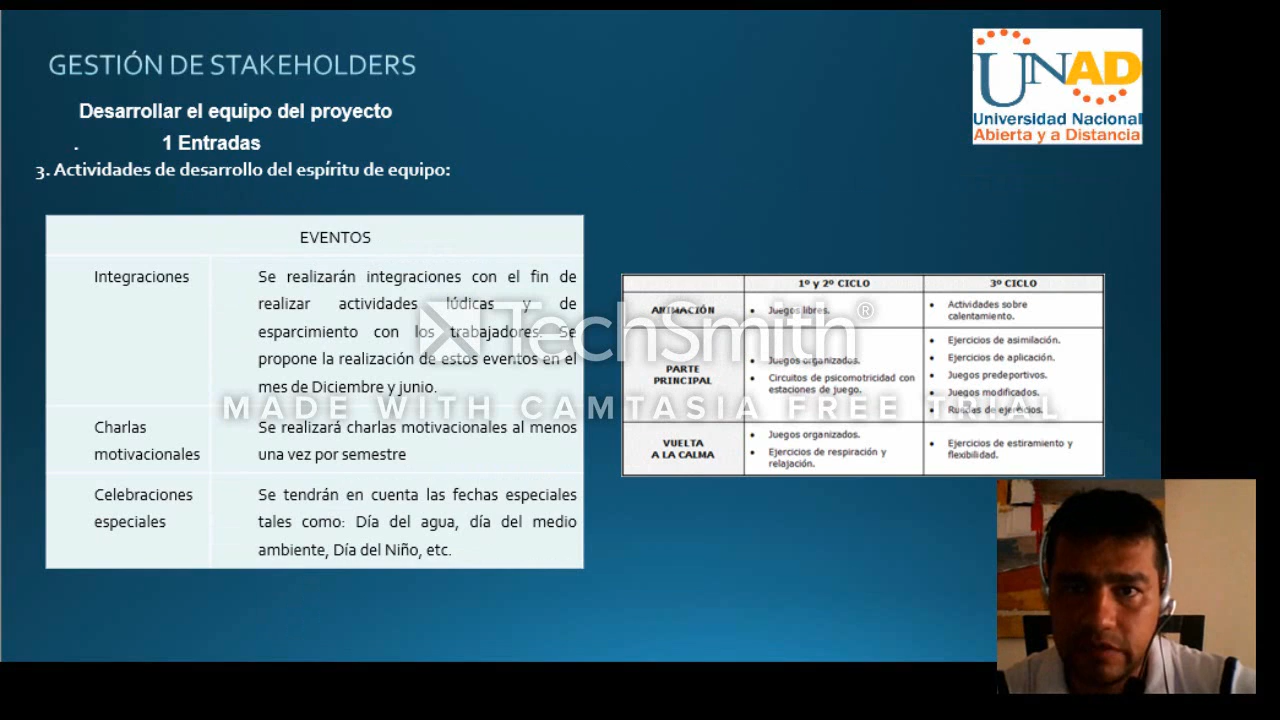 GESTIÓN DE STAKEHOLDERS
UNAD
Universidad Nacional
Abierta y a Distancia
Desarrollar el equipo del proyecto
. 1 Entradas
3. Actividades de desarrollo del espíritu de equipo:
EVENTOS
Integraciones
Se realizarán integraciones con el fin de
realizar actividades lúdicas y de
esparcimiento con los trabajadores. Se
propone la realización de estos eventos en el
mes de Diciembre y junio.
Charlas
motivacionales
Se realizará charlas motivacionales al menos
una vez por semestre
Celebraciones
especiales
Se tendrán en cuenta las fechas especiales
tales como: Día del agua, día del medio
ambiente, Día del Niño, etc.
1º y 2º CICLO
3º CICLO
ANIMACIÓN
• Juegos libres.
• Actividades sobre
calentamiento.
PARTE
PRINCIPAL
• Juegos organizados.
• Circuitos de psicomotricidad con
estaciones de juego.
• Ejercicios de asimilación.
• Ejercicios de aplicación.
• Juegos predeportivos.
• Juegos modificados.
• Ruedas de ejercicios.
VUELTA
A LA CALMA
• Juegos organizados.
• Ejercicios de respiración y
relajación.
• Ejercicios de estiramiento y
flexibilidad.
TechSmith®
MADE WITH CAMTASIA FREE TRIAL